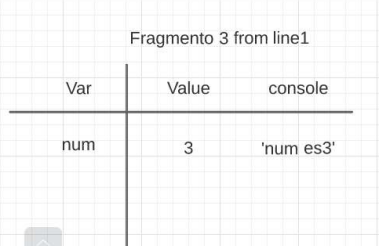 Fragmento 3 from line1
Var Value console
num 3 'num es3'